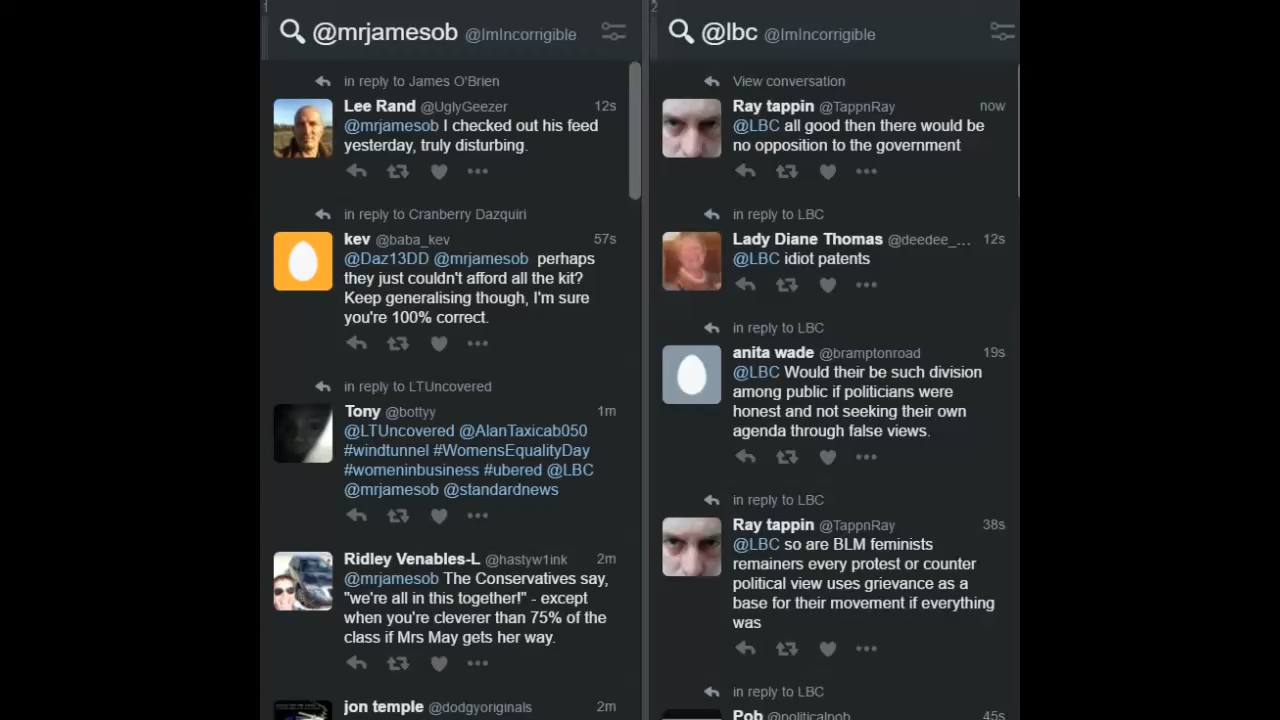 1
@mrjamesob @ImIncorrigible
in reply to James O'Brien
Lee Rand @UglyGeezer 12s
@mrjamesob I checked out his feed
yesterday, truly disturbing.
in reply to Cranberry Dazquiri
kev @baba_kev 57s
@Daz13DD @mrjamesob perhaps
they just couldn't afford all the kit?
Keep generalising though, I'm sure
you're 100% correct.
in reply to LTUncovered
Tony @bottyy 1m
@LTUncovered @AlanTaxicab050
#windtunnel #WomensEqualityDay
#womeninbusiness #ubered @LBC
@mrjamesob @standardnews
Ridley Venables-L @hastyw1ink 2m
@mrjamesob The Conservatives say,
"we're all in this together!" - except
when you're cleverer than 75% of the
class if Mrs May gets her way.
jon temple @dodgyoriginals 2m
2
@lbc @ImIncorrigible
View conversation
Ray tappin @TappnRay now
@LBC all good then there would be
no opposition to the government
in reply to LBC
Lady Diane Thomas @deedee_... 12s
@LBC idiot patents
in reply to LBC
anita wade @bramptonroad 19s
@LBC Would their be such division
among public if politicians were
honest and not seeking their own
agenda through false views.
in reply to LBC
Ray tappin @TappnRay 38s
@LBC so are BLM feminists
remainers every protest or counter
political view uses grievance as a
base for their movement if everything
was
in reply to LBC
Pob @politicalpob 45s